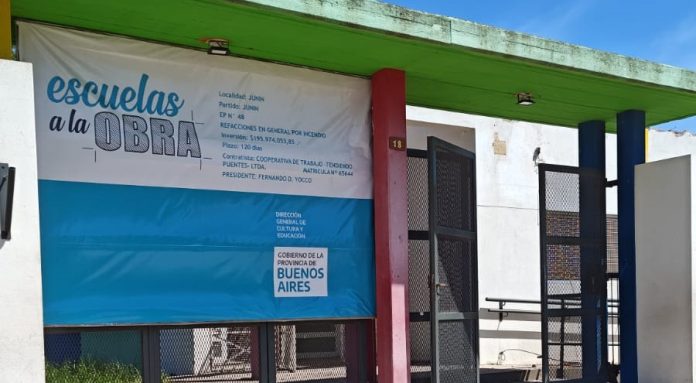 escuelas
a la OBRA
Localidad: JUNIN
Partido: JUNIN
EP N° 48
REFACCIONES EN GENERAL POR INCENDIO
Inversión: $195.974.053,85
Plazo: 120 días
Contratista: COOPERATIVA DE TRABAJO -TENDIENDO
PUENTES- LTDA. MATRICULA N° 65644
PRESIDENTE: FERNANDO D. YOCCO
DIRECCIÓN
GENERAL DE
CULTURA Y
EDUCACIÓN
GOBIERNO DE LA
PROVINCIA DE
BUENOS
AIRES
18